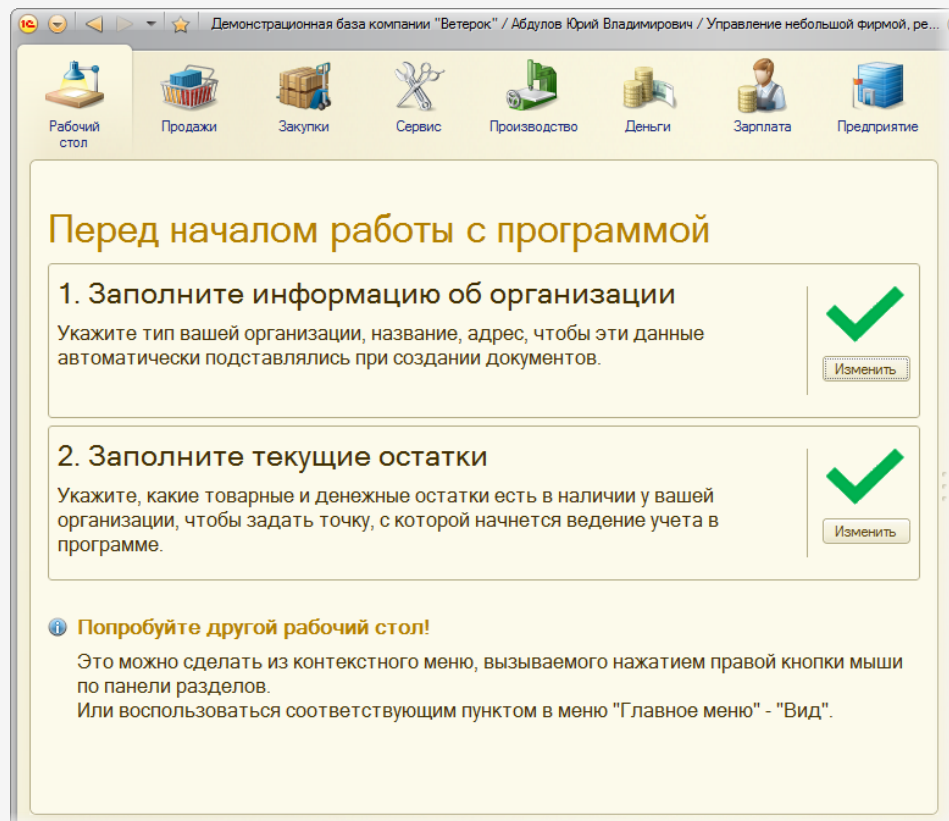 1С Демонстрационная база компании "Ветерок" / Абдулов Юрий Владимирович / Управление небольшой фирмой, ре...
Рабочий стол
Продажи
Закупки
Сервис
Производство
Деньги
Зарплата
Предприятие
Перед началом работы с программой
1. Заполните информацию об организации
Укажите тип вашей организации, название, адрес, чтобы эти данные
автоматически подставлялись при создании документов.
Изменить
2. Заполните текущие остатки
Укажите, какие товарные и денежные остатки есть в наличии у вашей
организации, чтобы задать точку, с которой начнется ведение учета в
программе.
Изменить
Попробуйте другой рабочий стол!
Это можно сделать из контекстного меню, вызываемого нажатием правой кнопки мыши
по панели разделов.
Или воспользоваться соответствующим пунктом в меню "Главное меню" - "Вид".